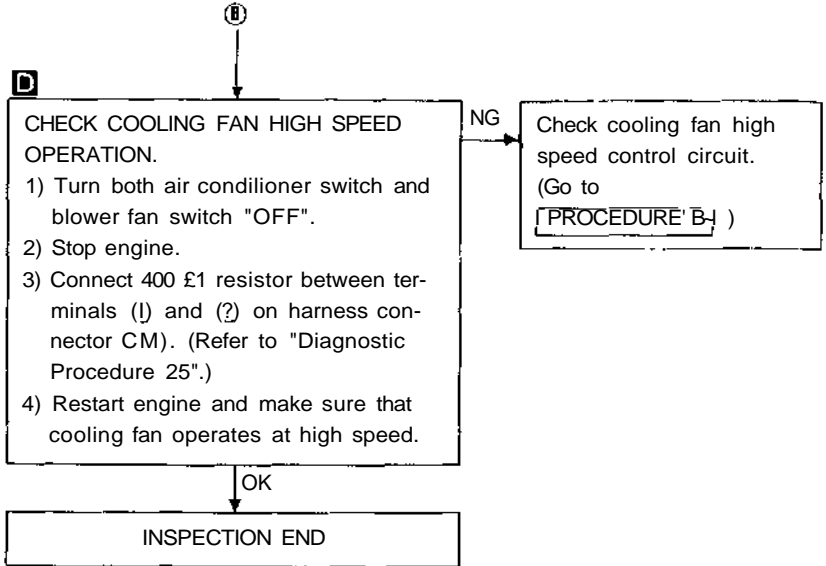 B
D
CHECK COOLING FAN HIGH SPEED
OPERATION.
1) Turn both air condilioner switch and
blower fan switch "OFF".
2) Stop engine.
3) Connect 400 £1 resistor between ter-
minals (!) and (?) on harness con-
nector CM). (Refer to "Diagnostic
Procedure 25".)
4) Restart engine and make sure that
cooling fan operates at high speed.
NG
Check cooling fan high
speed control circuit.
(Go to
PROCEDURE' B )
OK
INSPECTION END